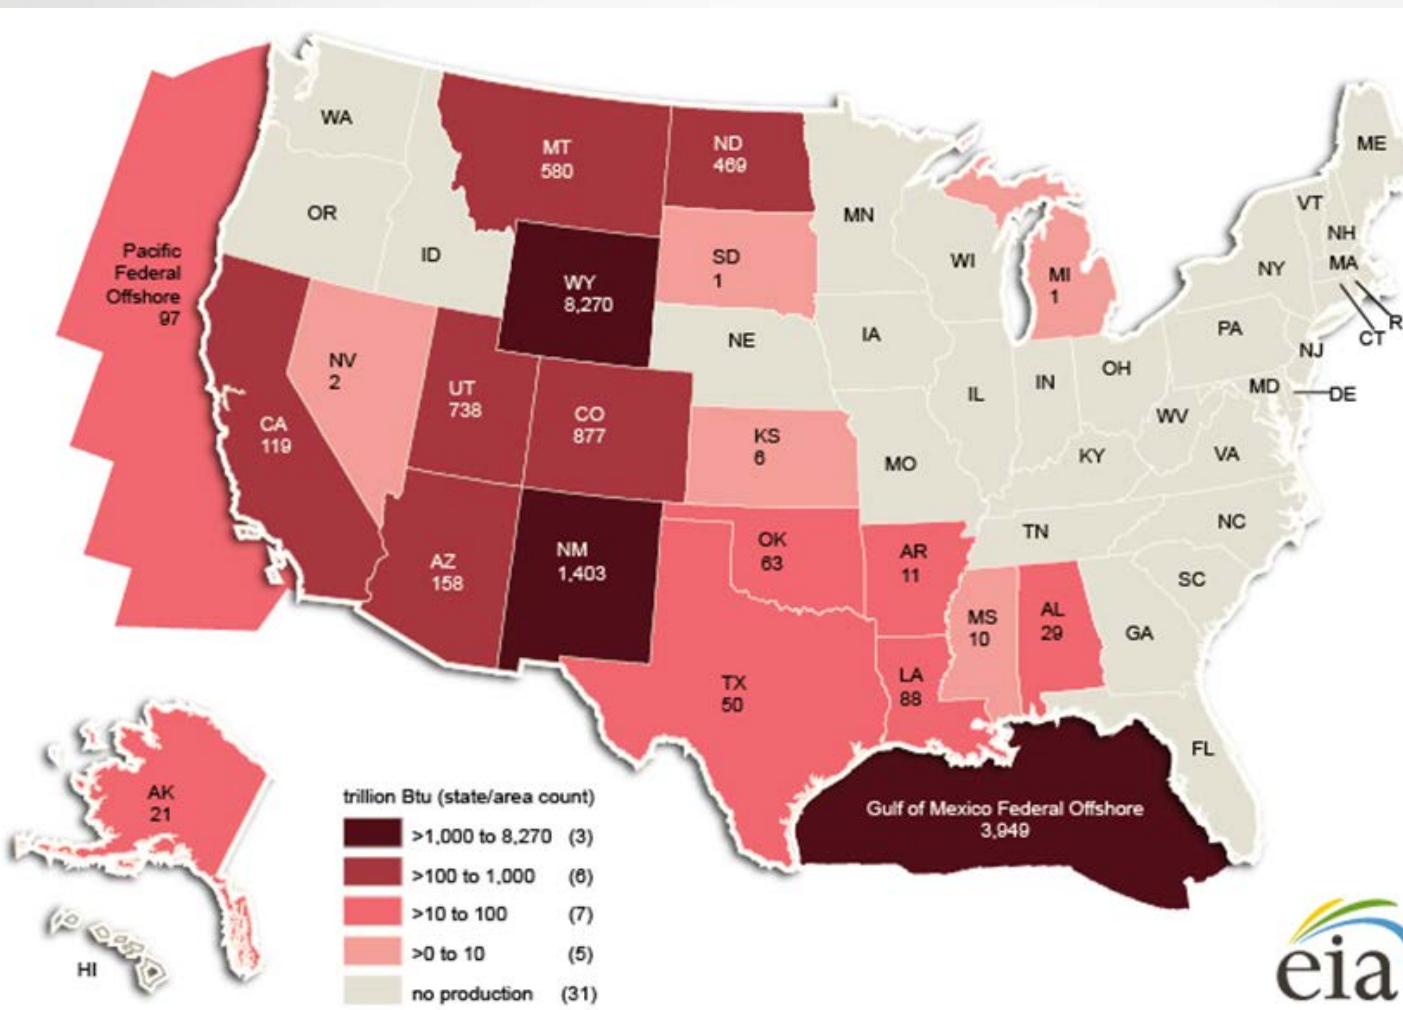 WA
MT
580
ND
469
ME
OR
ID
MN
VT
NH
WI
NY
MA
Pacific
Federal
Offshore
97
WY
8,270
SD
1
MI
1
R
CT
NE
IA
PA
NJ
NV
2
UT
738
CO
877
IL
IN
OH
MD
DE
WV
CA
119
KS
6
MO
KY
VA
AZ
158
NM
1,403
OK
63
AR
11
TN
NC
SC
MS
10
AL
29
GA
TX
50
LA
88
FL
AK
21
HI
Gulf of Mexico Federal Offshore
3,949
trillion Btu (state/area count)
>1,000 to 8,270 (3)
>100 to 1,000 (6)
>10 to 100 (7)
>0 to 10 (5)
no production (31)
eia